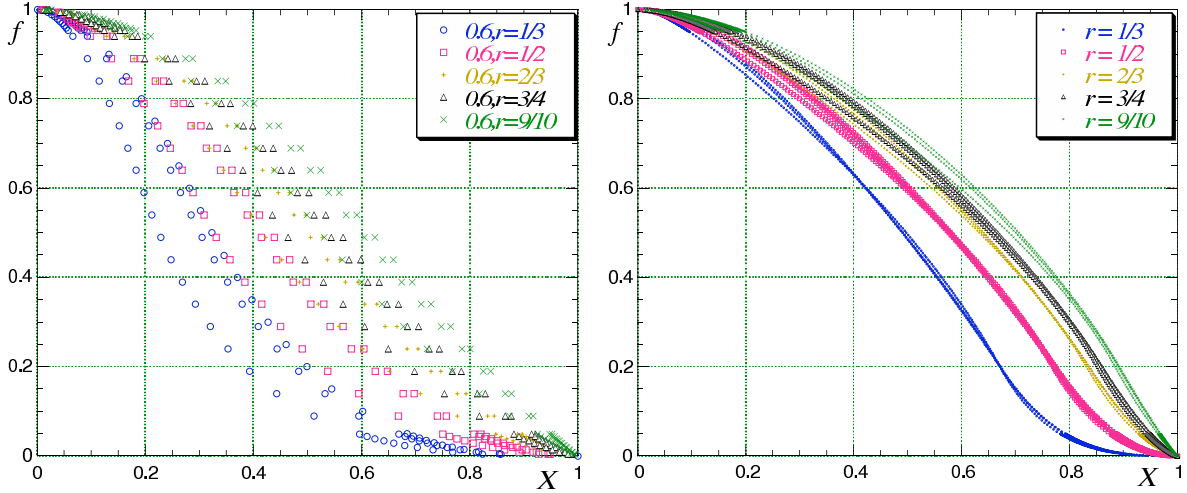 f
1
0.8
0.6
0.4
0.2
0
0
0.2
0.4
0.6
0.8
1
X
0.6,r=1/3
0.6,r=1/2
0.6,r=2/3
0.6,r=3/4
0.6,r=9/10
f
1
0.8
0.6
0.4
0.2
0
0
0.2
0.4
0.6
0.8
1
X
r = 1/3
r = 1/2
r = 2/3
r = 3/4
r = 9/10